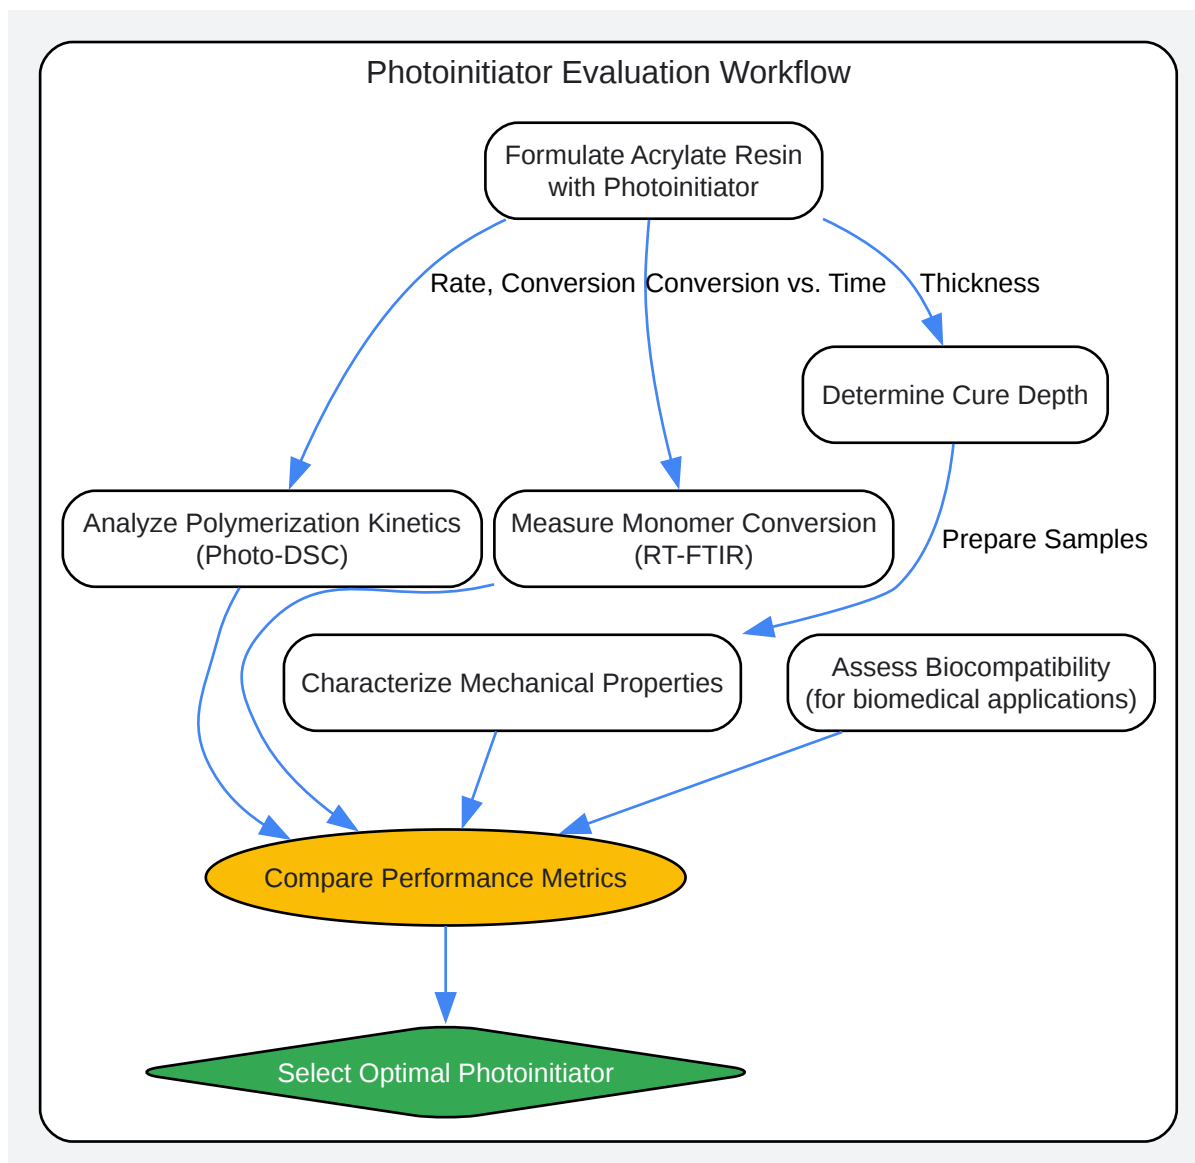 Photoinitiator Evaluation Workflow
Formulate Acrylate Resin
with Photoinitiator
Rate, Conversion
Conversion vs. Time
Thickness
Determine Cure Depth
Analyze Polymerization Kinetics
(Photo-DSC)
Measure Monomer Conversion
(RT-FTIR)
Prepare Samples
Characterize Mechanical Properties
Assess Biocompatibility
(for biomedical applications)
Compare Performance Metrics
Select Optimal Photoinitiator